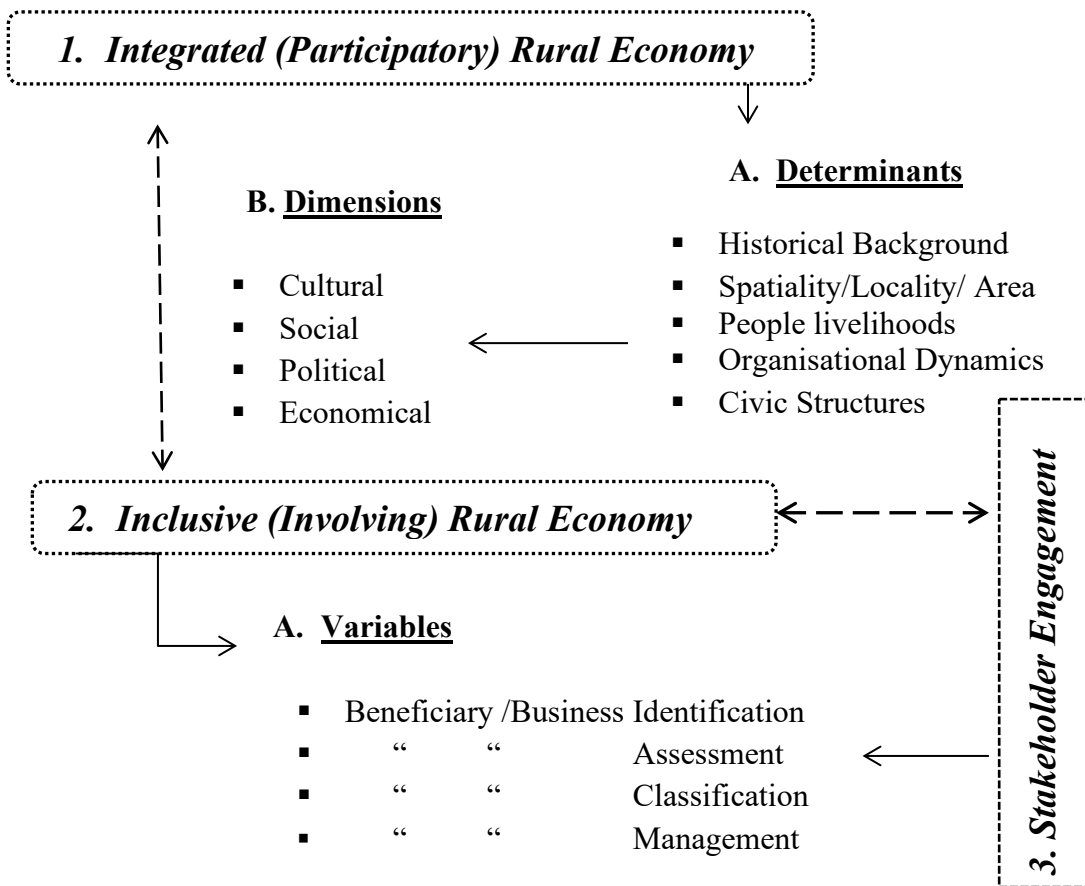 1. Integrated (Participatory) Rural Economy
A. Determinants
▪ Historical Background
▪ Spatiality/Locality/ Area
▪ People livelihoods
▪ Organisational Dynamics
▪ Civic Structures
B. Dimensions
▪ Cultural
▪ Social
▪ Political
▪ Economical
2. Inclusive (Involving) Rural Economy
A. Variables
▪ Beneficiary /Business Identification
▪ “ “ Assessment
▪ “ “ Classification
▪ “ “ Management
3. Stakeholder Engagement